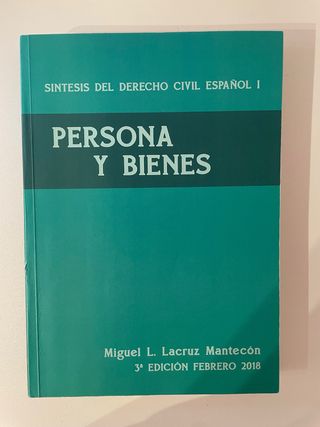 SINTESIS DEL DERECHO CIVIL ESPAÑOL I
PERSONA
Y BIENES
Miguel L. Lacruz Mantecón
3ª EDICIÓN FEBRERO 2018